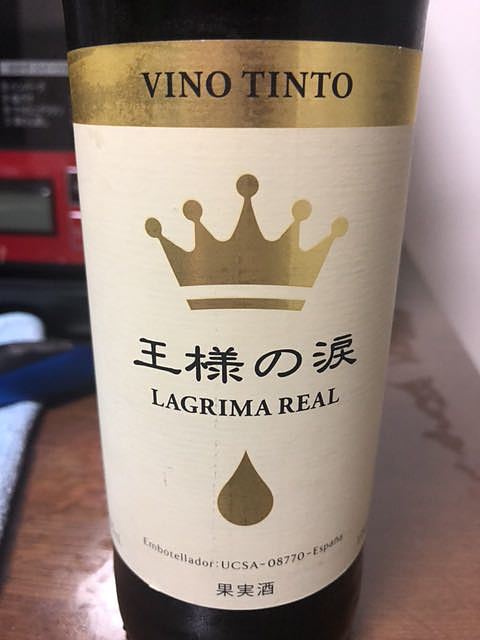 VINO TINTO
王様の涙
LAGRIMA REAL
Embotellador:UCSA-08770-España
果実酒